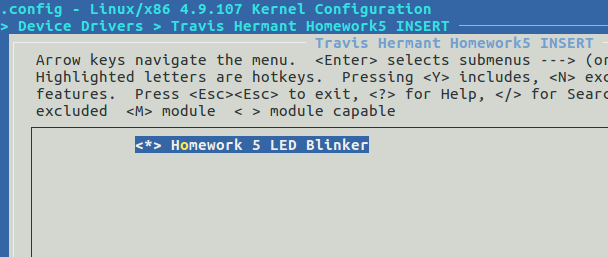 .config - Linux/x86 4.9.107 Kernel Configuration
> Device Drivers > Travis Hermant Homework5 INSERT
Travis Hermant Homework5 INSERT
Arrow keys navigate the menu. <Enter> selects submenus ---> (or
Highlighted letters are hotkeys. Pressing <Y> includes, <N> exc
features. Press <Esc><Esc> to exit, <?> for Help, </> for Sear
excluded <M> module < > module capable
<*> Homework 5 LED Blinker